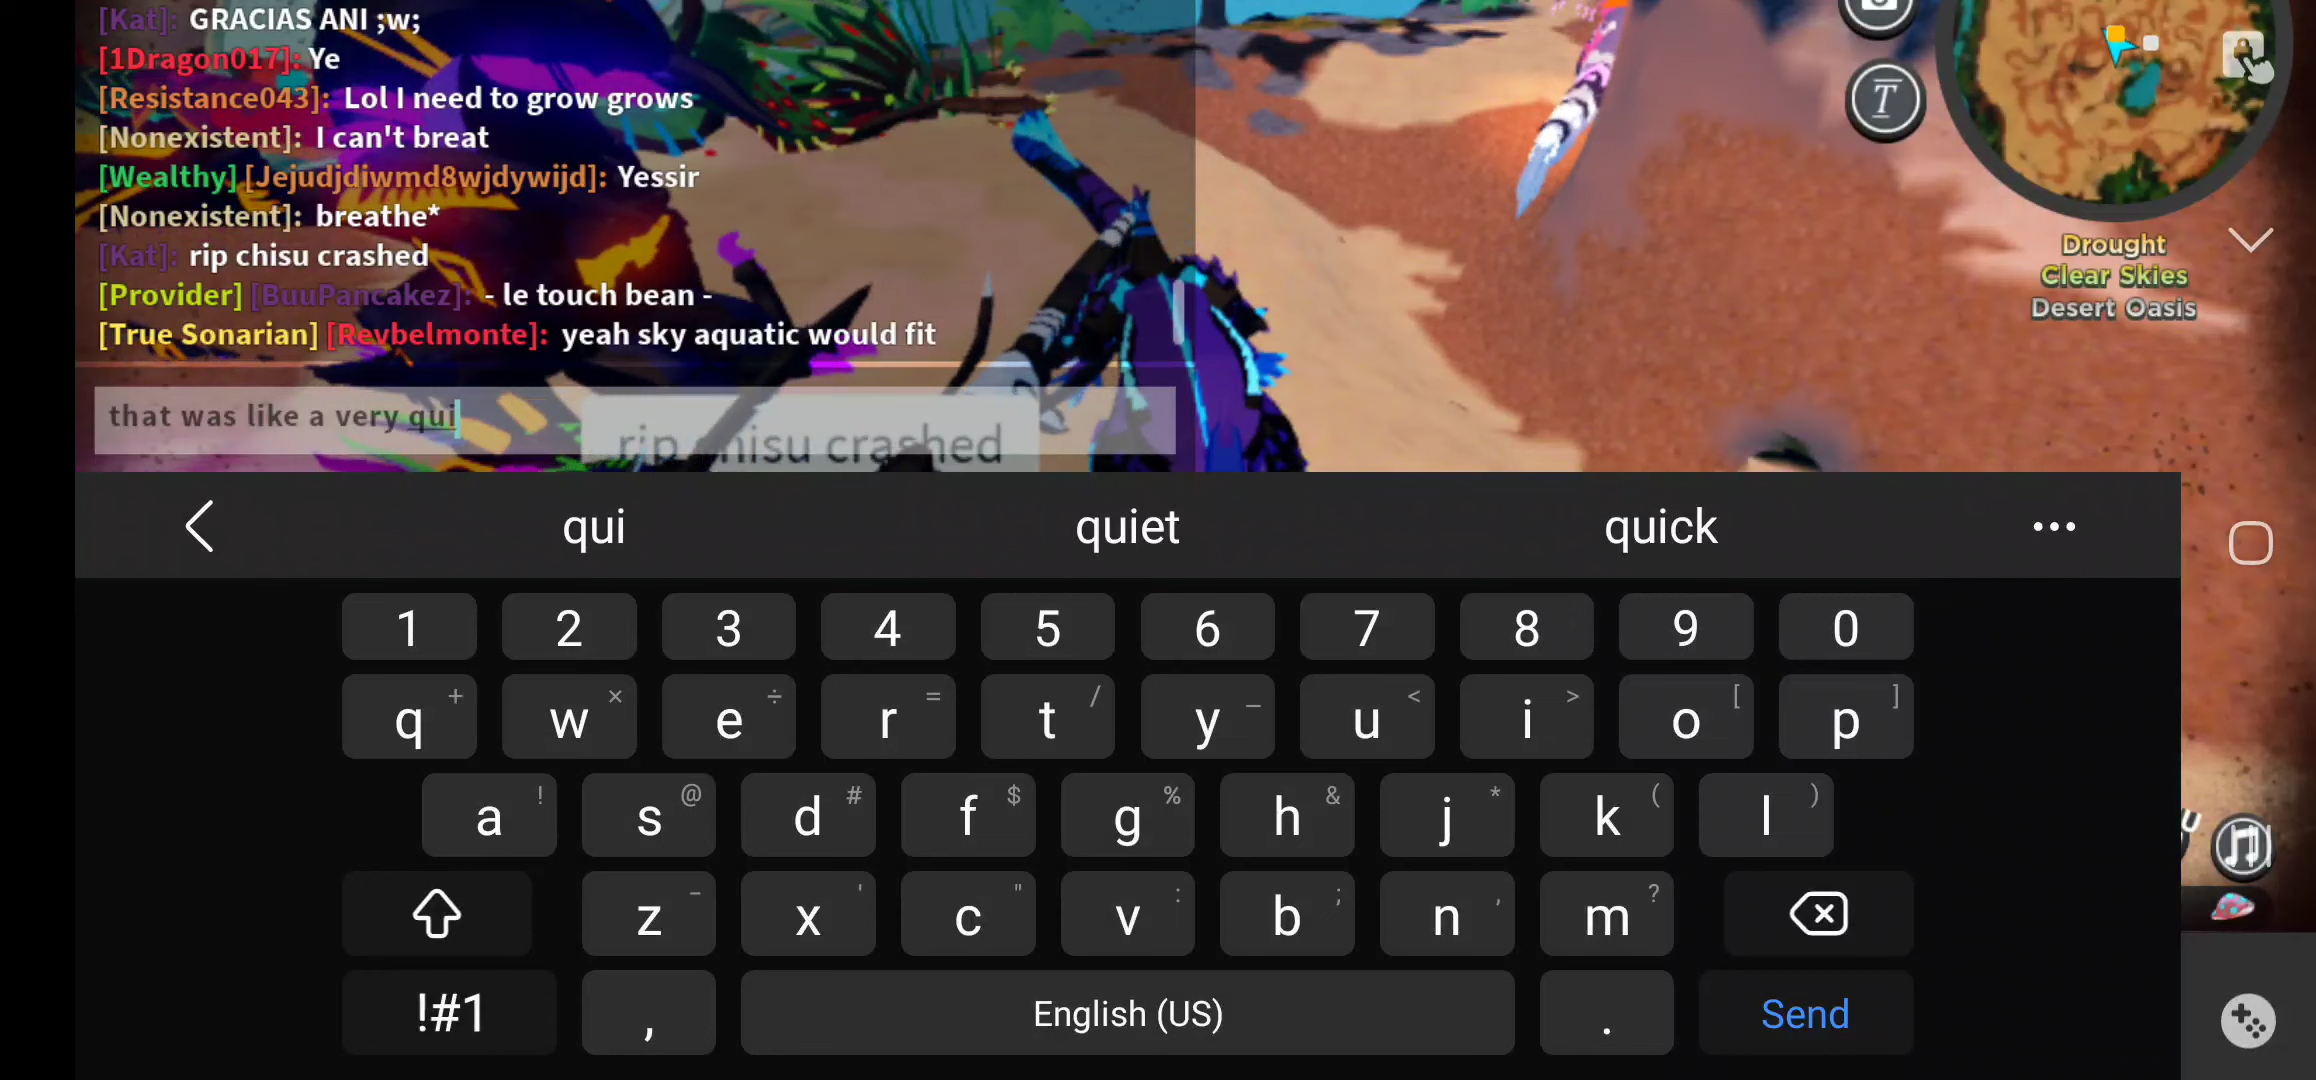 [Kat]: GRACIAS ANI ;w;
[1Dragon017]: Ye
[Resistance043]: Lol I need to grow grows
[Nonexistent]: I can't breat
[Wealthy] [Jejudjdiwmd8wjdywijd]: Yessir
[Nonexistent]: breathe*
[Kat]: rip chisu crashed
[Provider] [BuuPancakez]: - le touch bean -
[True Sonarian] [Revbelmonte]: yeah sky aquatic would fit
that was like a very qui
rip chisu crashed
T
Drought
Clear Skies
Desert Oasis
qui quiet quick
1 2 3 4 5 6 7 8 9 0
q + w × e ÷ r = t / y _ u < i > o [ p ]
a ! s @ d # f $ g % h & j * k ( l )
z - x ' c " v : b ; n , m ?
!#1 , English (US) . Send